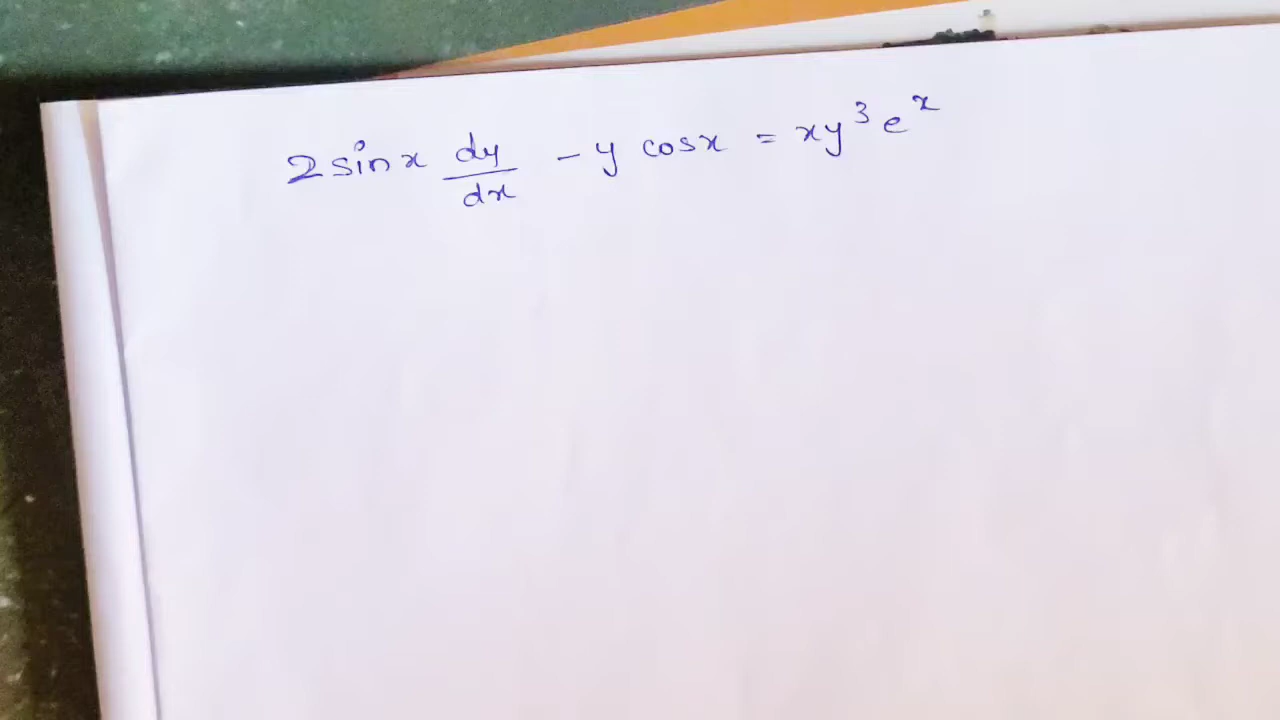 2 sin x dy/dx - y cos x = xy³ eˣ